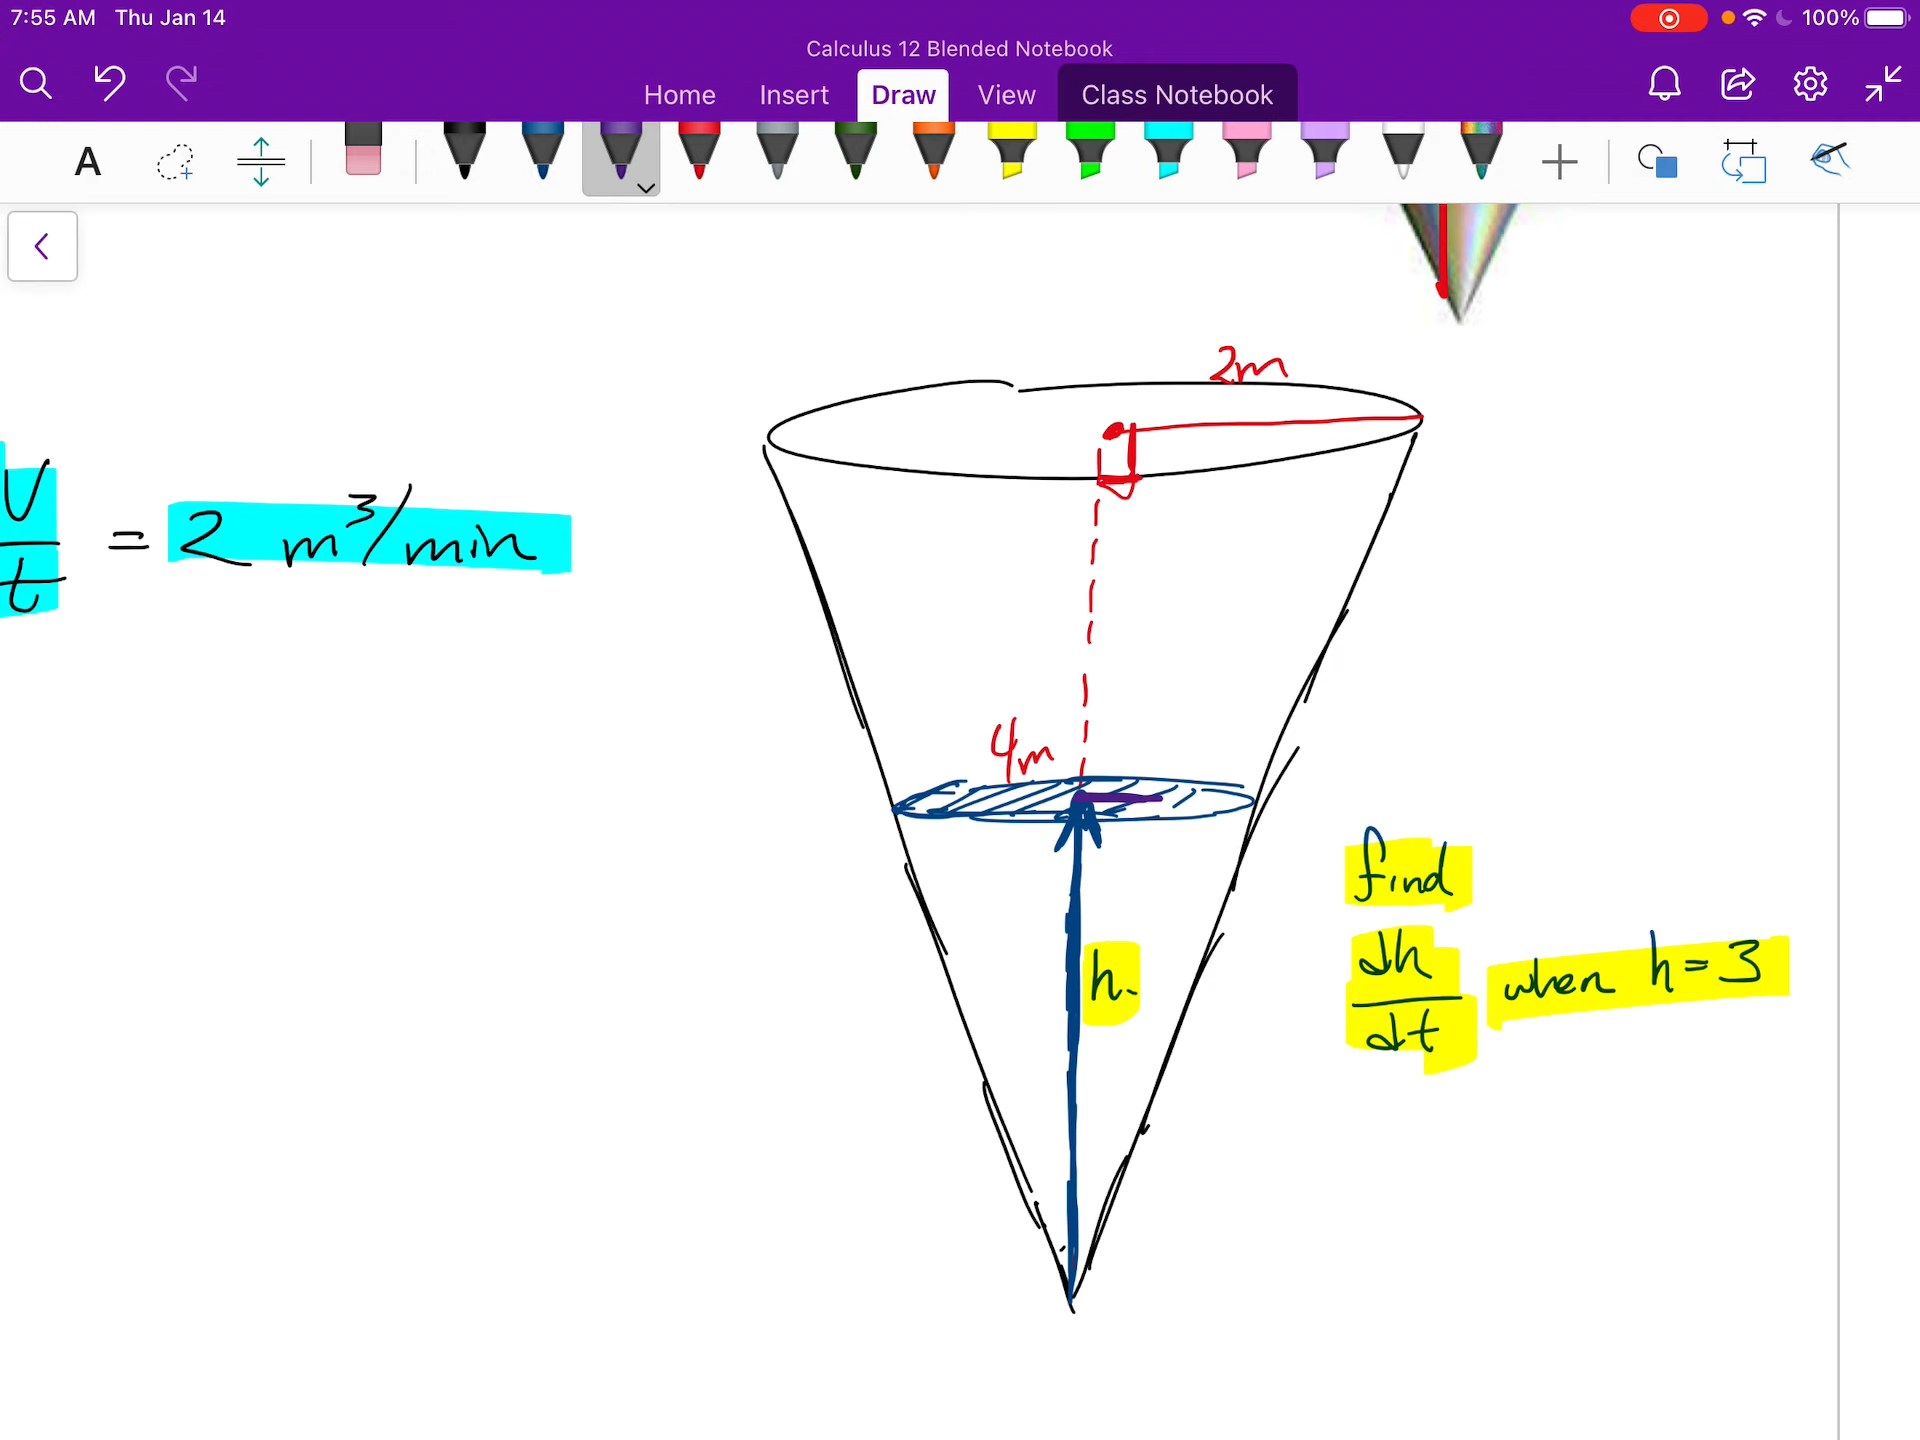 7:55 AM Thu Jan 14
100%
Calculus 12 Blended Notebook
Home Insert Draw View Class Notebook
A
2m
V
t
= 2 m³/min
4m
h
find
dh
dt
when h = 3